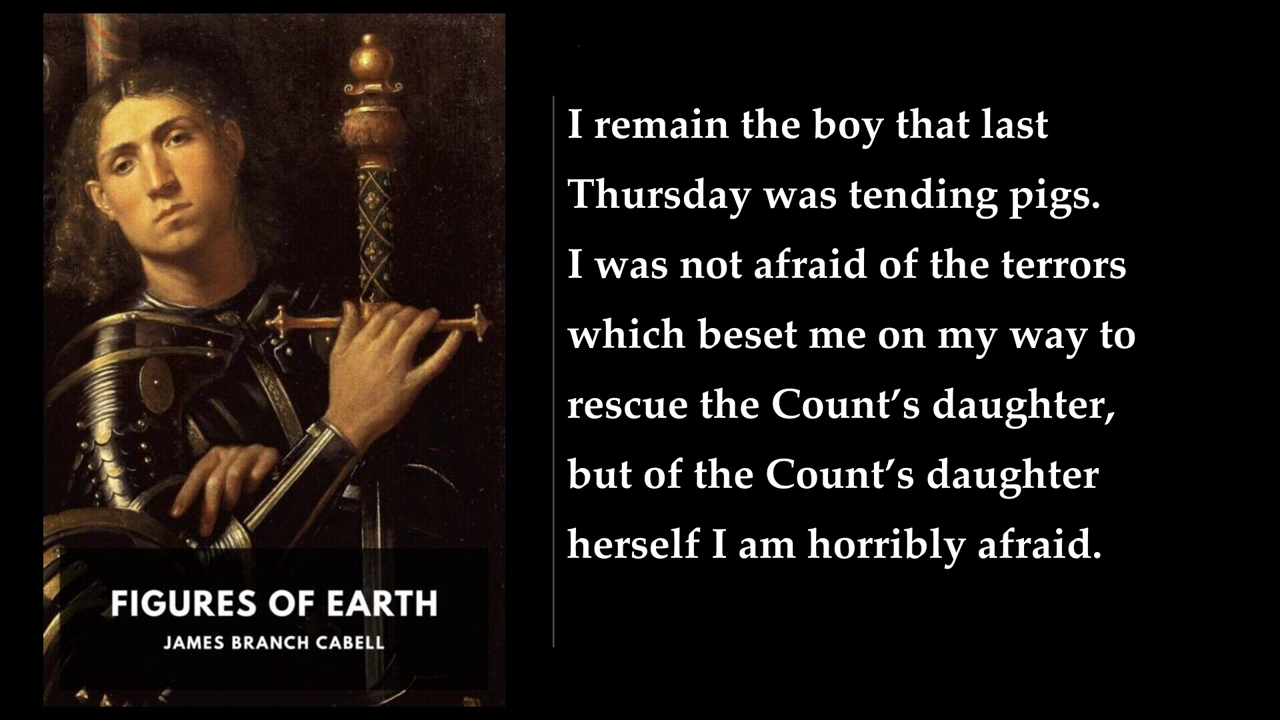 I remain the boy that last
Thursday was tending pigs.
I was not afraid of the terrors
which beset me on my way to
rescue the Count’s daughter,
but of the Count’s daughter
herself I am horribly afraid.
FIGURES OF EARTH
JAMES BRANCH CABELL